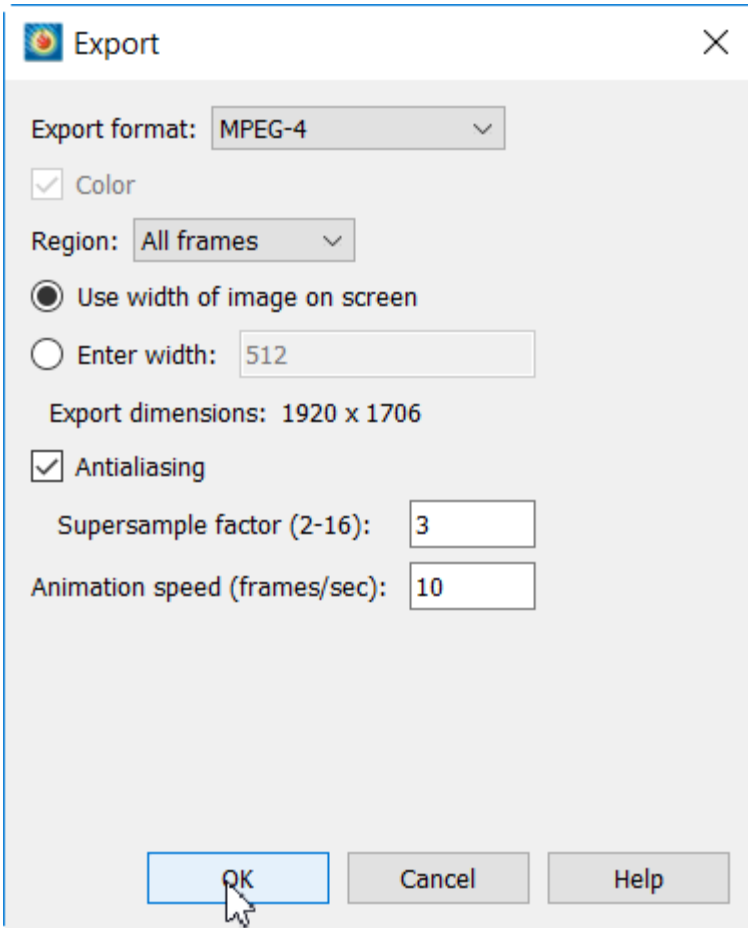 Export
Export format: MPEG-4
Color
Region: All frames
Use width of image on screen
Enter width: 512
Export dimensions: 1920 x 1706
Antialiasing
Supersample factor (2-16): 3
Animation speed (frames/sec): 10
OK Cancel Help